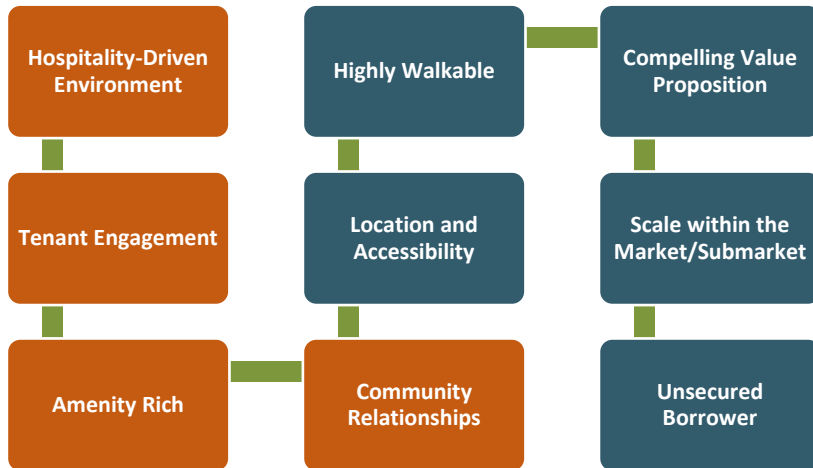 Hospitality-Driven
Environment
Tenant Engagement
Amenity Rich
Community
Relationships
Location and
Accessibility
Highly Walkable
Compelling Value
Proposition
Scale within the
Market/Submarket
Unsecured
Borrower